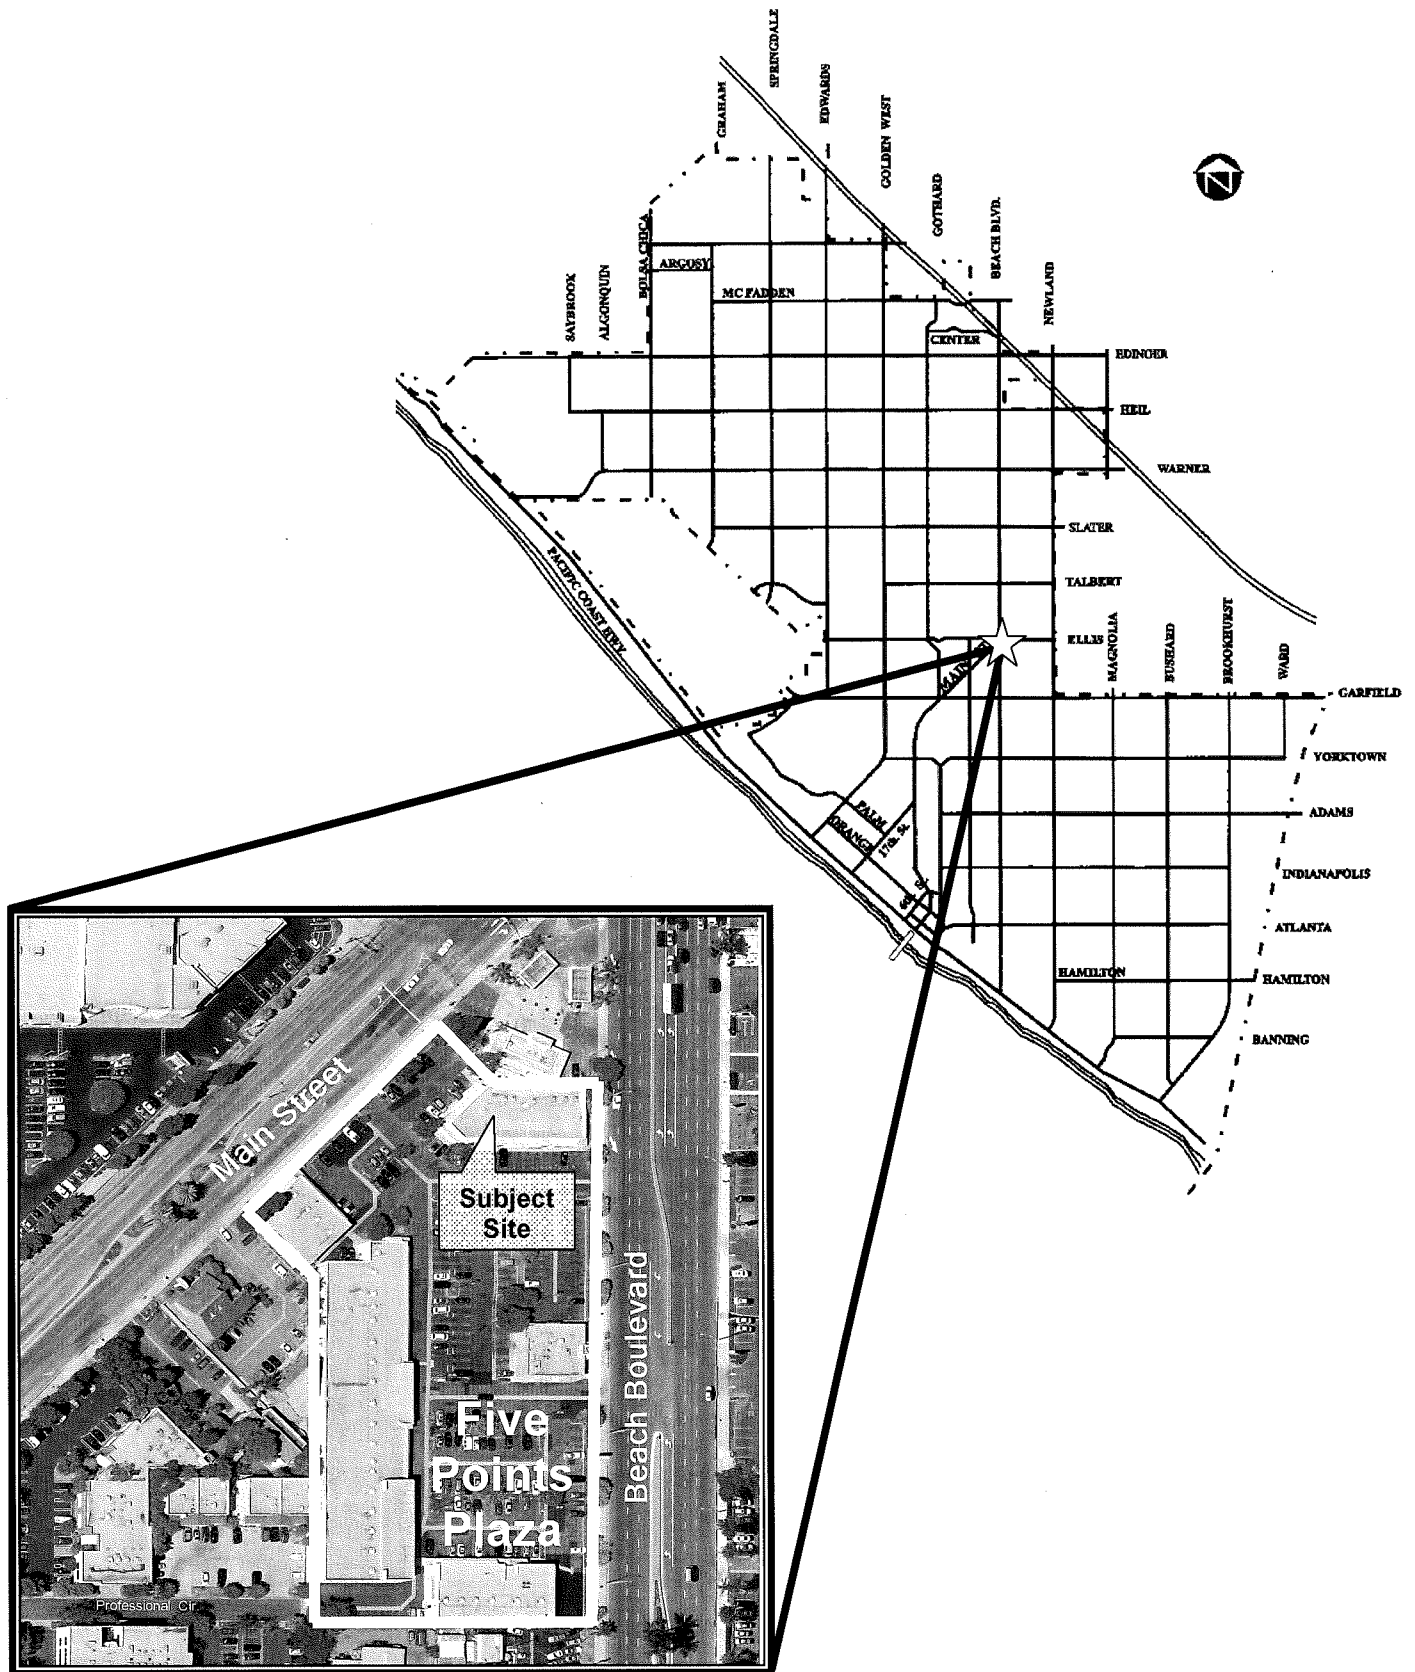 SPRINGDALE
GRAHAM
EDWARDS
GOLDEN WEST
GOTHARD
BEACH BLVD.
NEWLAND
N
BOLSA CHICA
ALGONQUIN
SAYBROOK
ARGOSY
MC FADDEN
CENTER
EDINGER
HEIL
WARNER
SLATER
TALBERT
ELLIS
PACIFIC COAST HWY.
MAIN
MAGNOLIA
BUSHARD
BROOKHURST
WARD
GARFIELD
YORKTOWN
ADAMS
PALM
ORANGE
17th. St.
INDIANAPOLIS
ATLANTA
HAMILTON
HAMILTON
BANNING
Main Street
Subject
Site
Beach Boulevard
Five
Points
Plaza
Professional Cir